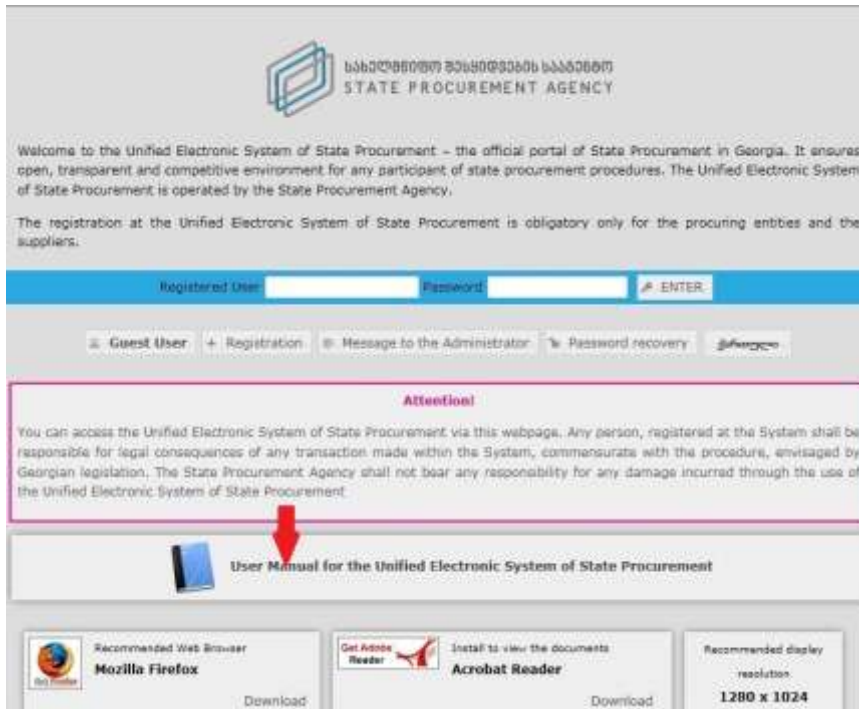 სახელმწიფო შესყიდვების სააგენტო
STATE PROCUREMENT AGENCY
Welcome to the Unified Electronic System of State Procurement – the official portal of State Procurement in Georgia. It ensures
open, transparent and competitive environment for any participant of state procurement procedures. The Unified Electronic System
of State Procurement is operated by the State Procurement Agency.
The registration at the Unified Electronic System of State Procurement is obligatory only for the procuring entities and the
suppliers.
Registered User Password ENTER
Guest User + Registration Message to the Administrator Password recovery ქართული
Attention!
You can access the Unified Electronic System of State Procurement via this webpage. Any person, registered at the System shall be
responsible for legal consequences of any transaction made within the System, commensurate with the procedure, envisaged by
Georgian legislation. The State Procurement Agency shall not bear any responsibility for any damage incurred through the use of
the Unified Electronic System of State Procurement
User Manual for the Unified Electronic System of State Procurement
Recommended Web Browser
Mozilla Firefox
Download
Get Adobe
Reader
Install to view the documents
Acrobat Reader
Download
Recommended display
resolution
1280 x 1024